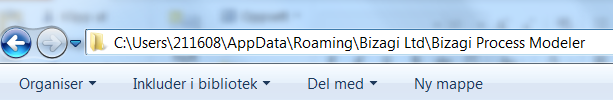 C:\Users\211608\AppData\Roaming\Bizagi Ltd\Bizagi Process Modeler
Organiser Inkluder i bibliotek Del med Ny mappe